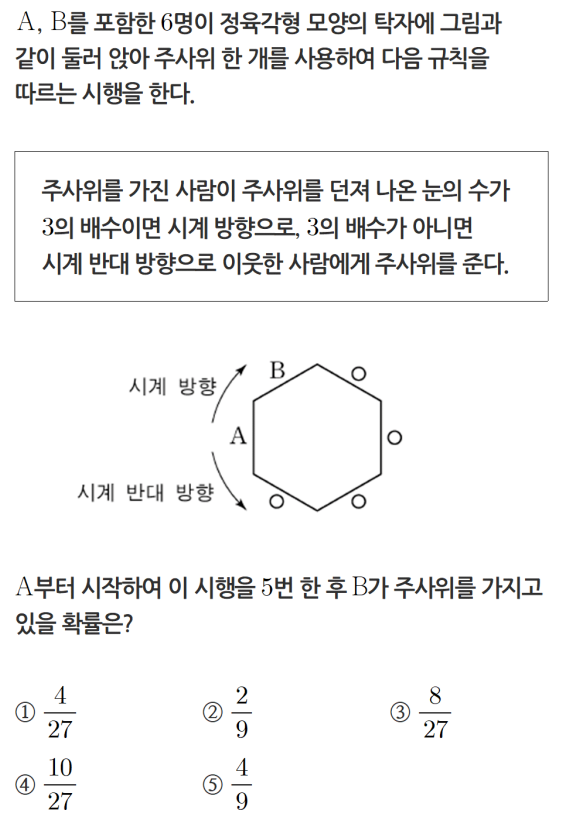 A, B를 포함한 6명이 정육각형 모양의 탁자에 그림과
같이 둘러 앉아 주사위 한 개를 사용하여 다음 규칙을
따르는 시행을 한다.
주사위를 가진 사람이 주사위를 던져 나온 눈의 수가
3의 배수이면 시계 방향으로, 3의 배수가 아니면
시계 반대 방향으로 이웃한 사람에게 주사위를 준다.
시계 방향
B
A
시계 반대 방향
A부터 시작하여 이 시행을 5번 한 후 B가 주사위를 가지고
있을 확률은?
① 4/27 ② 2/9 ③ 8/27
④ 10/27 ⑤ 4/9